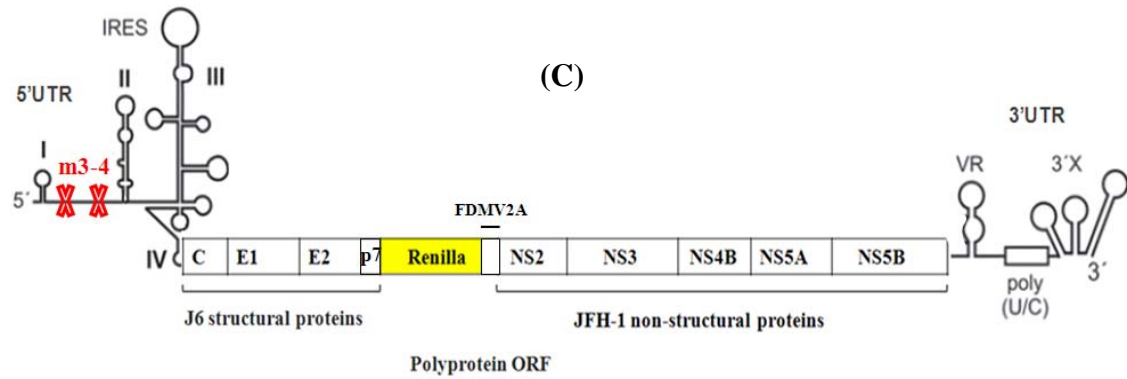 IRES
(C)
II
III
5'UTR
3'UTR
I
m3-4
VR
3´X
5´
FDMV2A
IV
C E1 E2 p7 Renilla NS2 NS3 NS4B NS5A NS5B
3´
poly
(U/C)
J6 structural proteins
JFH-1 non-structural proteins
Polyprotein ORF